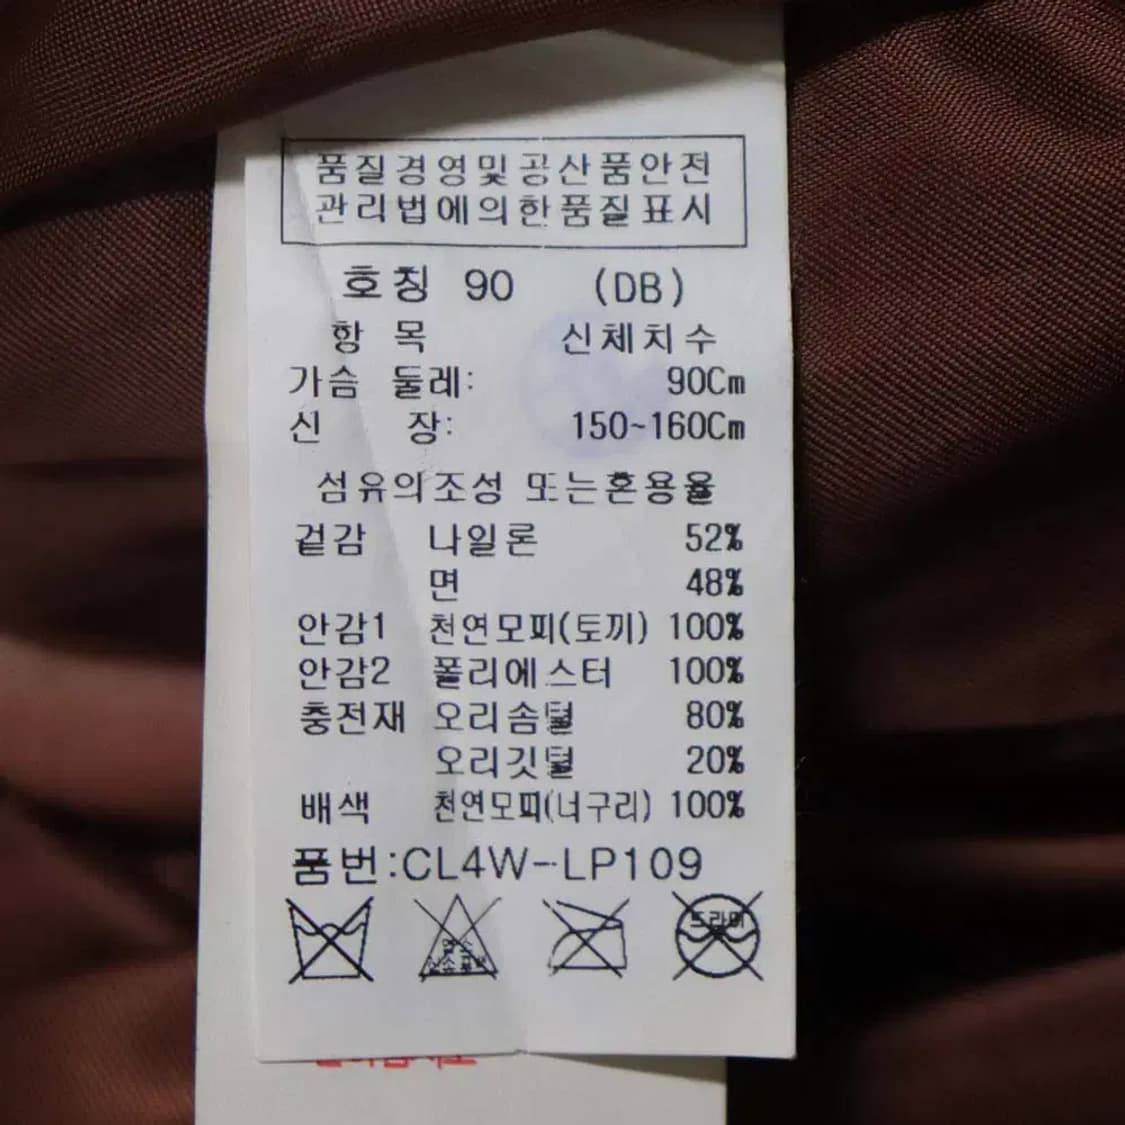 품질경영및공산품안전
관리법에의한품질표시
호칭 90 (DB)
항 목 신체치수
가슴 둘레: 90Cm
신 장: 150~160Cm
섬유의조성 또는혼용율
겉감 나일론 52%
면 48%
안감1 천연모피(토끼) 100%
안감2 폴리에스터 100%
충전재 오리솜털 80%
오리깃털 20%
배색 천연모피(너구리) 100%
품번:CL4W-LP109
드라이